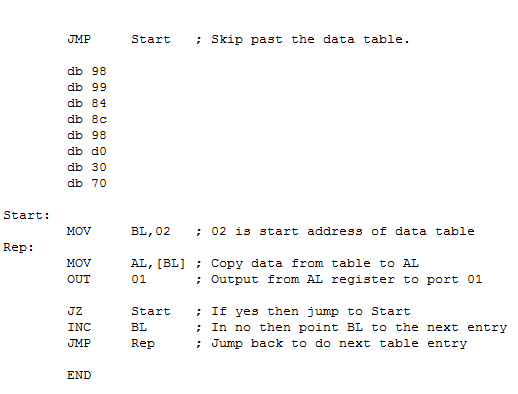 JMP Start ; Skip past the data table.
db 98
db 99
db 84
db 8c
db 98
db d0
db 30
db 70
Start:
MOV BL,02 ; 02 is start address of data table
Rep:
MOV AL,[BL] ; Copy data from table to AL
OUT 01 ; Output from AL register to port 01
JZ Start ; If yes then jump to Start
INC BL ; In no then point BL to the next entry
JMP Rep ; Jump back to do next table entry
END